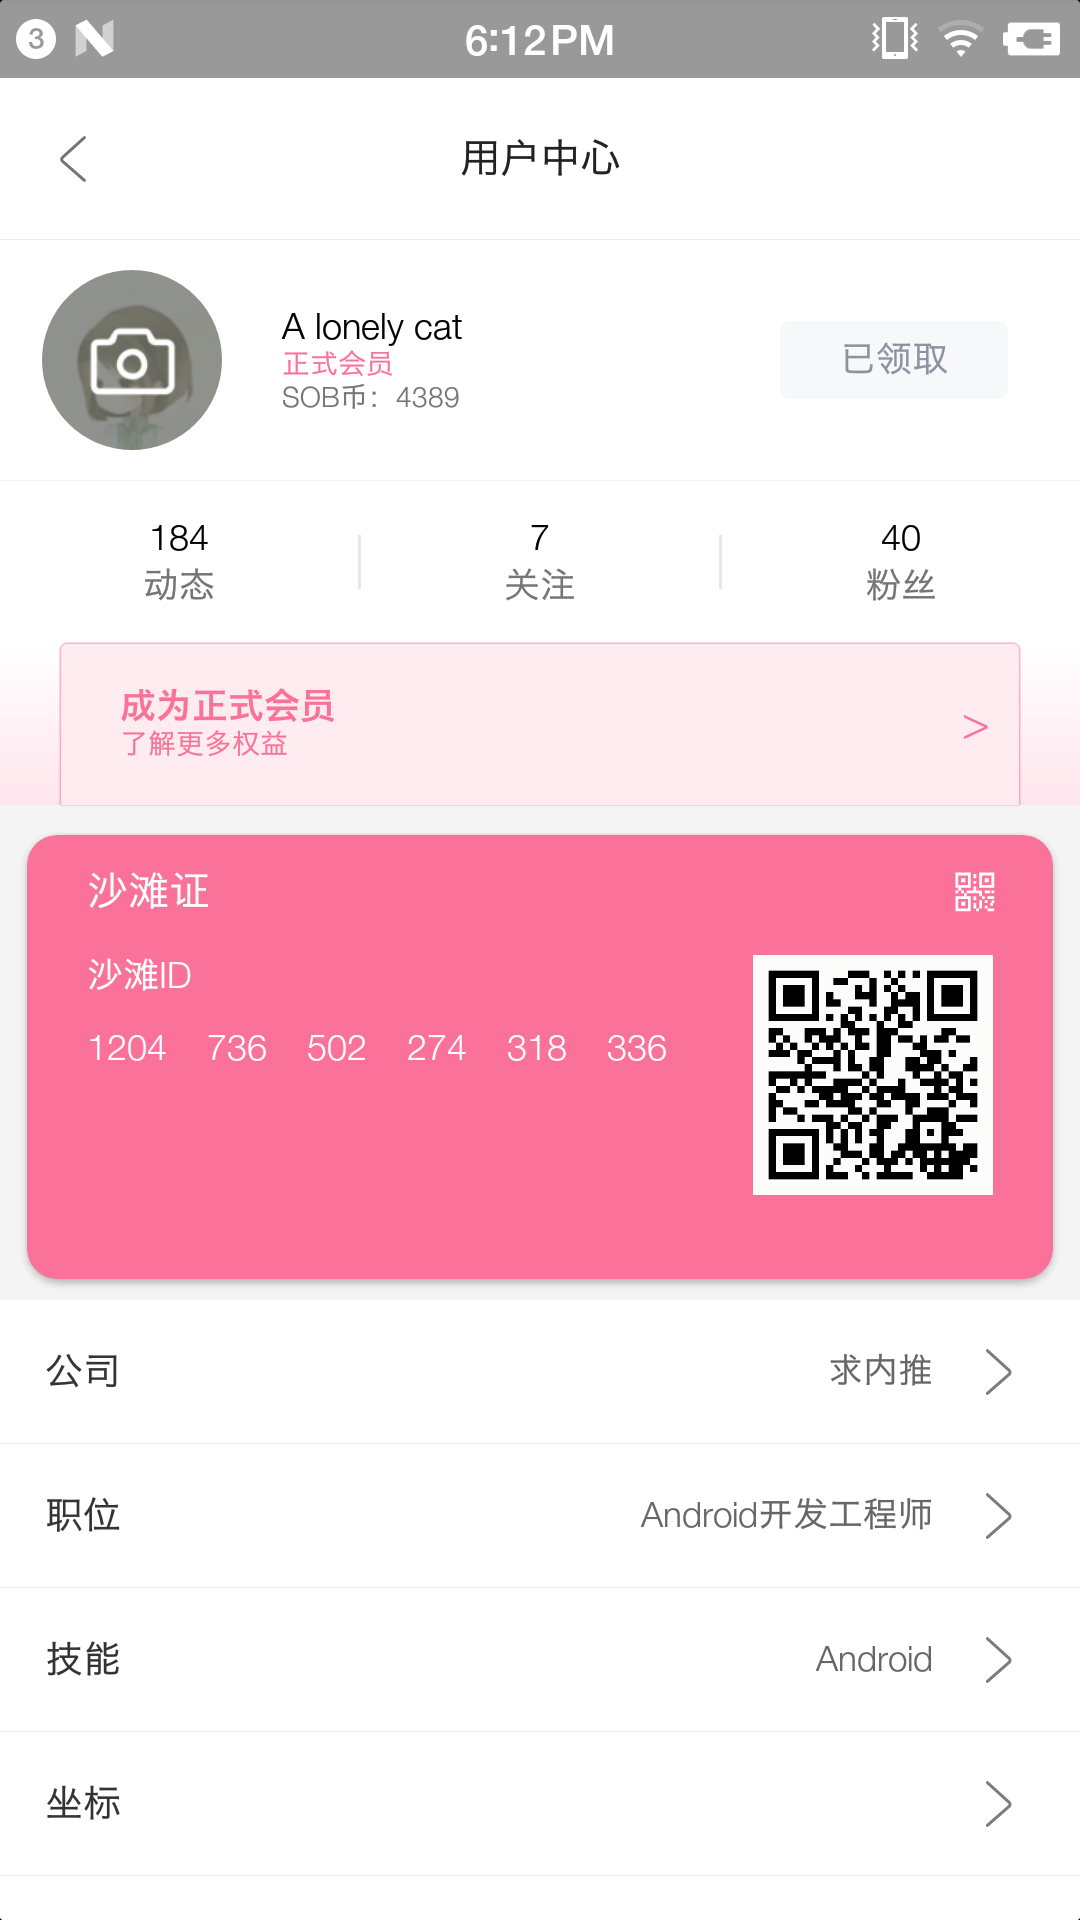 3
6:12PM
用户中心
A lonely cat
正式会员
SOB币：4389
已领取
184
动态
7
关注
40
粉丝
成为正式会员
了解更多权益
>
沙滩证
沙滩ID
1204 736 502 274 318 336
公司
求内推
职位
Android开发工程师
技能
Android
坐标